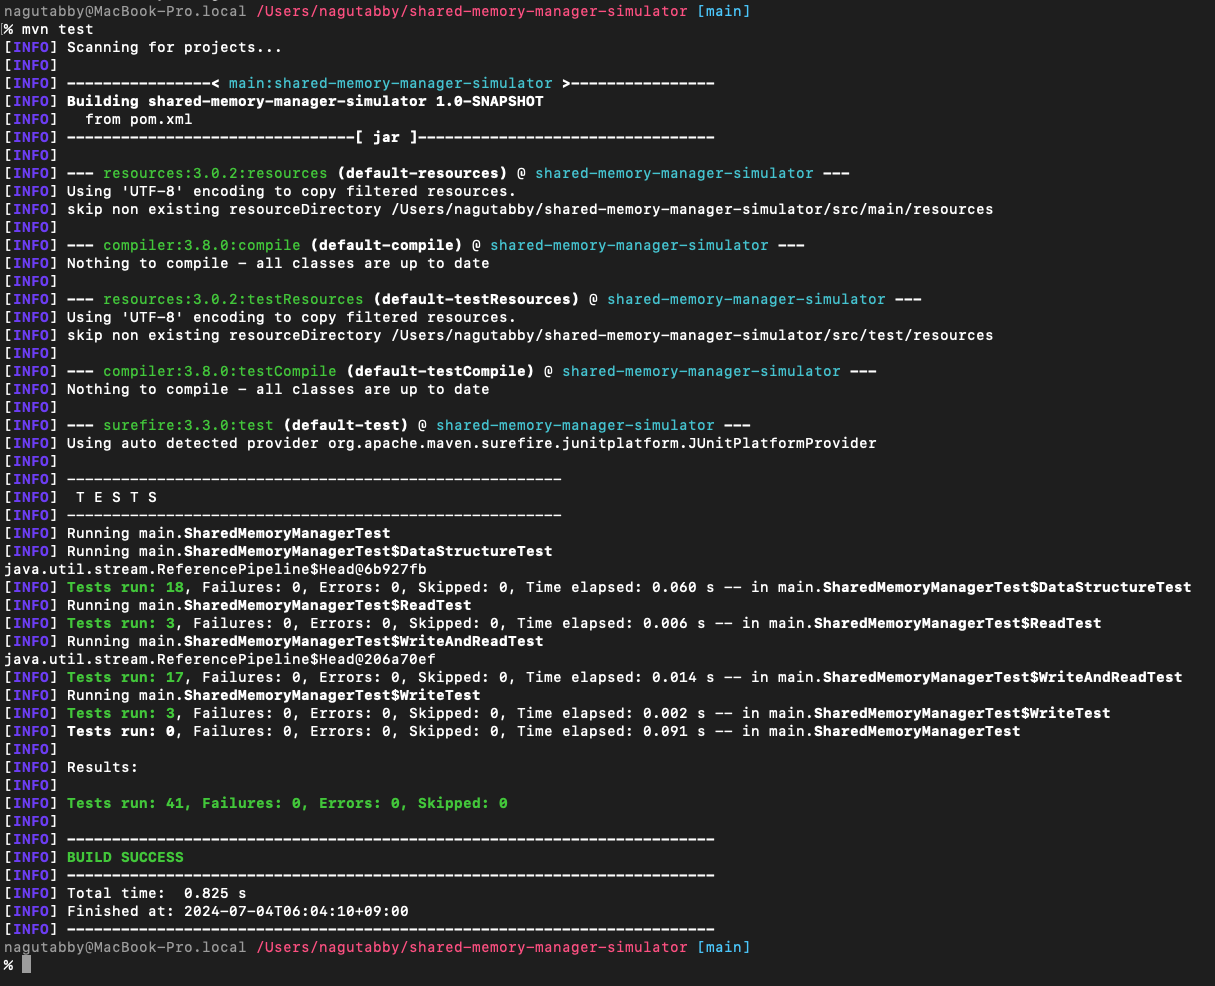 nagutabby@MacBook-Pro.local /Users/nagutabby/shared-memory-manager-simulator [main]
% mvn test
[INFO] Scanning for projects...
[INFO]
[INFO] ----------------< main:shared-memory-manager-simulator >----------------
[INFO] Building shared-memory-manager-simulator 1.0-SNAPSHOT
[INFO]   from pom.xml
[INFO] --------------------------------[ jar ]---------------------------------
[INFO]
[INFO] --- resources:3.0.2:resources (default-resources) @ shared-memory-manager-simulator ---
[INFO] Using 'UTF-8' encoding to copy filtered resources.
[INFO] skip non existing resourceDirectory /Users/nagutabby/shared-memory-manager-simulator/src/main/resources
[INFO]
[INFO] --- compiler:3.8.0:compile (default-compile) @ shared-memory-manager-simulator ---
[INFO] Nothing to compile - all classes are up to date
[INFO]
[INFO] --- resources:3.0.2:testResources (default-testResources) @ shared-memory-manager-simulator ---
[INFO] Using 'UTF-8' encoding to copy filtered resources.
[INFO] skip non existing resourceDirectory /Users/nagutabby/shared-memory-manager-simulator/src/test/resources
[INFO]
[INFO] --- compiler:3.8.0:testCompile (default-testCompile) @ shared-memory-manager-simulator ---
[INFO] Nothing to compile - all classes are up to date
[INFO]
[INFO] --- surefire:3.3.0:test (default-test) @ shared-memory-manager-simulator ---
[INFO] Using auto detected provider org.apache.maven.surefire.junitplatform.JUnitPlatformProvider
[INFO]
[INFO] -------------------------------------------------------
[INFO]  T E S T S
[INFO] -------------------------------------------------------
[INFO] Running main.SharedMemoryManagerTest
[INFO] Running main.SharedMemoryManagerTest$DataStructureTest
java.util.stream.ReferencePipeline$Head@6b927fb
[INFO] Tests run: 18, Failures: 0, Errors: 0, Skipped: 0, Time elapsed: 0.060 s -- in main.SharedMemoryManagerTest$DataStructureTest
[INFO] Running main.SharedMemoryManagerTest$ReadTest
[INFO] Tests run: 3, Failures: 0, Errors: 0, Skipped: 0, Time elapsed: 0.006 s -- in main.SharedMemoryManagerTest$ReadTest
[INFO] Running main.SharedMemoryManagerTest$WriteAndReadTest
java.util.stream.ReferencePipeline$Head@206a70ef
[INFO] Tests run: 17, Failures: 0, Errors: 0, Skipped: 0, Time elapsed: 0.014 s -- in main.SharedMemoryManagerTest$WriteAndReadTest
[INFO] Running main.SharedMemoryManagerTest$WriteTest
[INFO] Tests run: 3, Failures: 0, Errors: 0, Skipped: 0, Time elapsed: 0.002 s -- in main.SharedMemoryManagerTest$WriteTest
[INFO] Tests run: 0, Failures: 0, Errors: 0, Skipped: 0, Time elapsed: 0.091 s -- in main.SharedMemoryManagerTest
[INFO]
[INFO] Results:
[INFO]
[INFO] Tests run: 41, Failures: 0, Errors: 0, Skipped: 0
[INFO]
[INFO] ------------------------------------------------------------------------
[INFO] BUILD SUCCESS
[INFO] ------------------------------------------------------------------------
[INFO] Total time:  0.825 s
[INFO] Finished at: 2024-07-04T06:04:10+09:00
[INFO] ------------------------------------------------------------------------
nagutabby@MacBook-Pro.local /Users/nagutabby/shared-memory-manager-simulator [main]
%